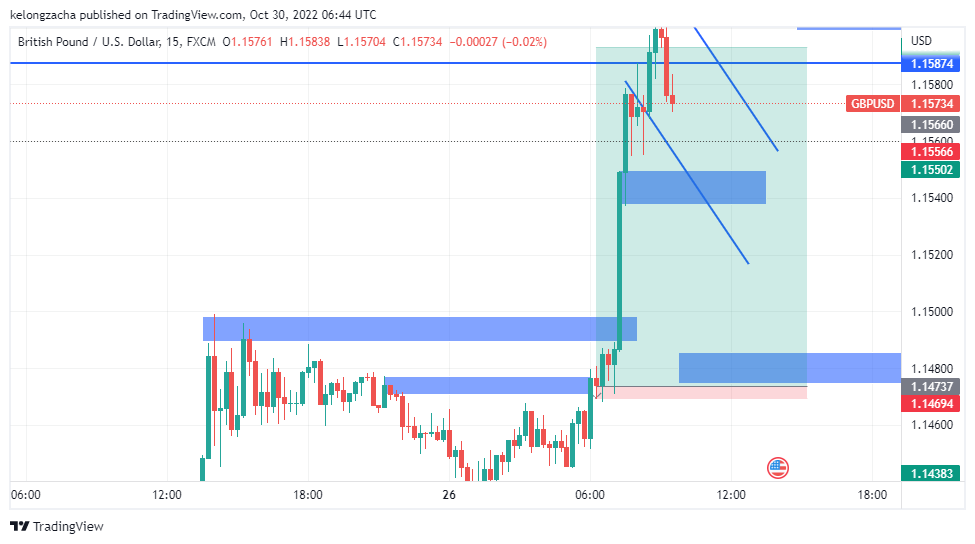 kelongzacha published on TradingView.com, Oct 30, 2022 06:44 UTC
British Pound / U.S. Dollar, 15, FXCM O1.15761 H1.15838 L1.15704 C1.15734 −0.00027 (−0.02%)
USD
1.15874
1.15800
GBPUSD 1.15734
1.15660
1.15600
1.15566
1.15502
1.15400
1.15200
1.15000
1.14800
1.14737
1.14694
1.14600
1.14383
06:00 12:00 18:00 26 06:00 12:00 18:00
TradingView